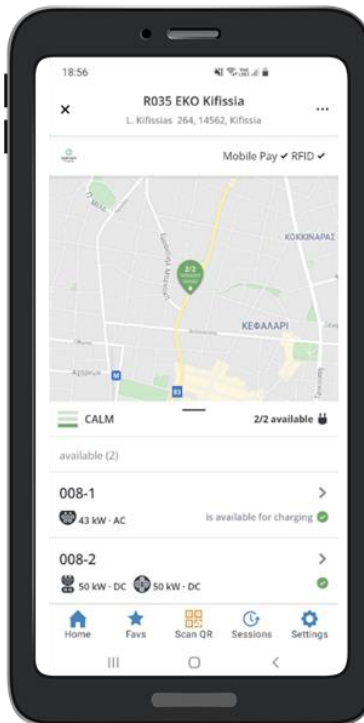 18:56
R035 EKO Kifissia
L. Kifissias 264, 14562, Kifissia
Mobile Pay ✔ RFID ✔
ΚΟΚΚΙΝΑΡΑΣ
2/2
ΚΕΦΑΛΑΡΙ
M
83
CALM
2/2 available
available (2)
008-1
43 kW · AC
is available for charging
008-2
50 kW · DC
50 kW · DC
Home
Favs
Scan QR
Sessions
Settings